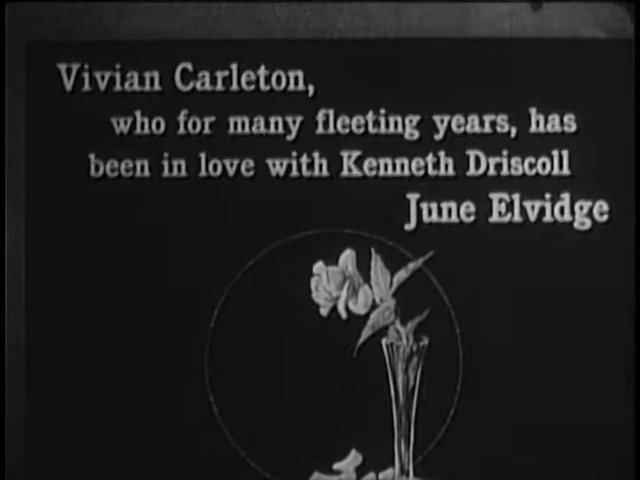 Vivian Carleton,
who for many fleeting years, has
been in love with Kenneth Driscoll
June Elvidge